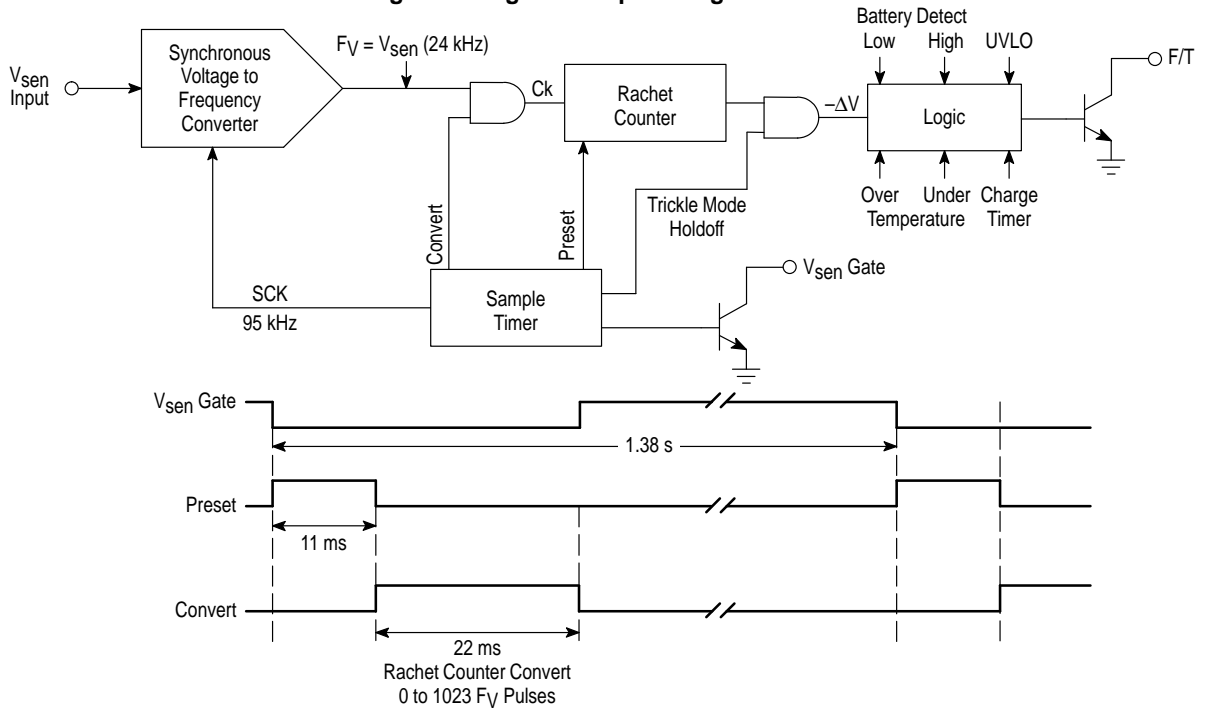 Battery Detect
Low High UVLO
F/T
Synchronous
Voltage to
Frequency
Converter
FV = Vsen (24 kHz)
Vsen
Input
Ck
Rachet
Counter
–ΔV
Logic
Over Under Charge
Temperature Timer
Trickle Mode
Holdoff
Convert
Preset
Vsen Gate
SCK
95 kHz
Sample
Timer
Vsen Gate
1.38 s
Preset
11 ms
Convert
22 ms
Rachet Counter Convert
0 to 1023 FV Pulses